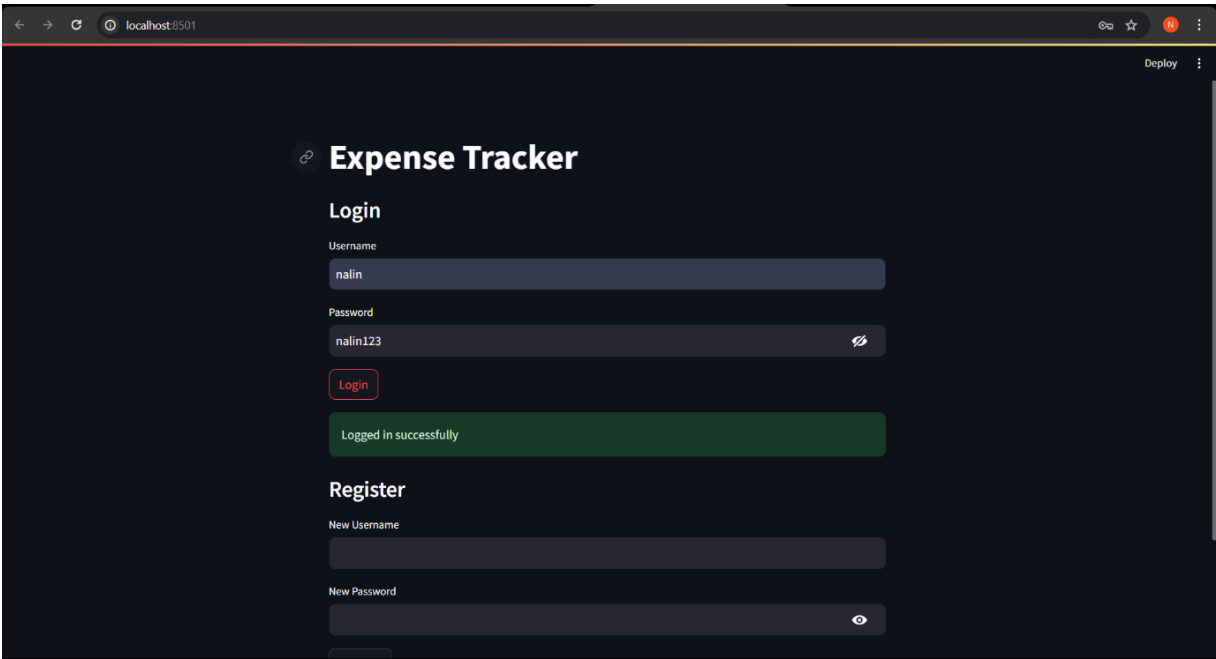 localhost:8501
N
Deploy
Expense Tracker
Login
Username
nalin
Password
nalin123
Login
Logged in successfully
Register
New Username
New Password